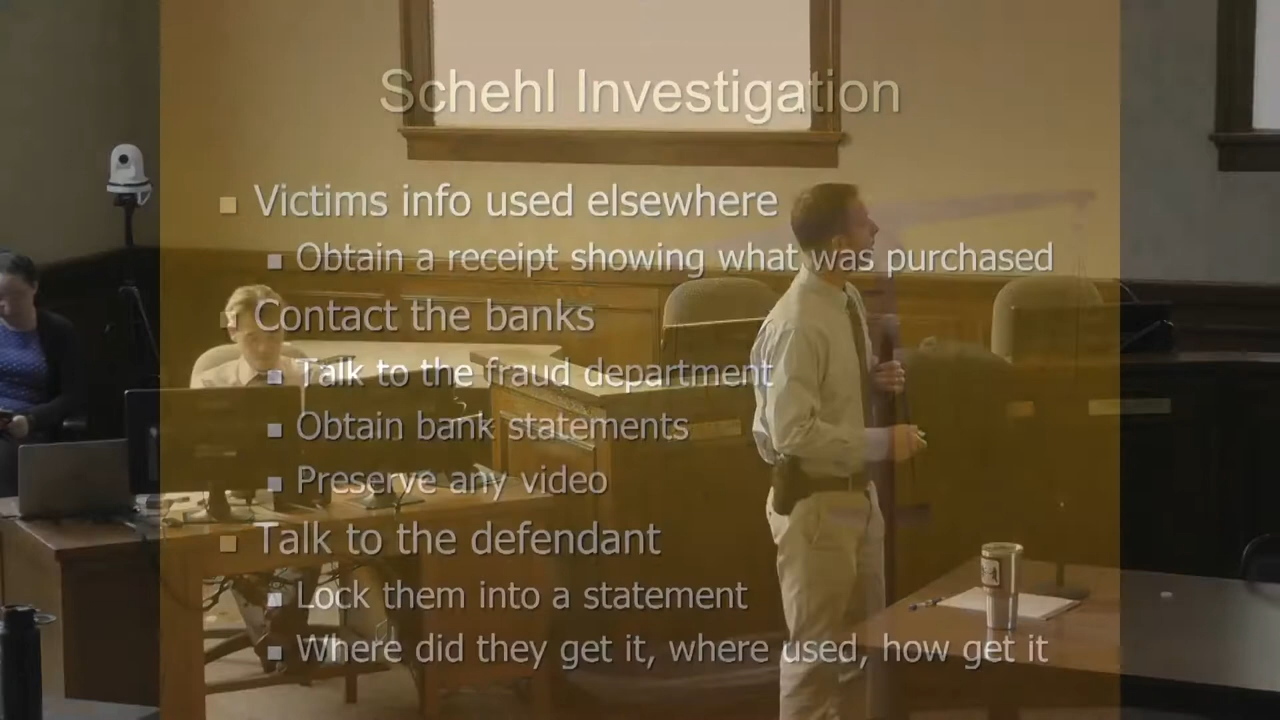 Schehl Investigation
Victims info used elsewhere
Obtain a receipt showing what was purchased
Contact the banks
Talk to the fraud department
Obtain bank statements
Preserve any video
Talk to the defendant
Lock them into a statement
Where did they get it, where used, how get it